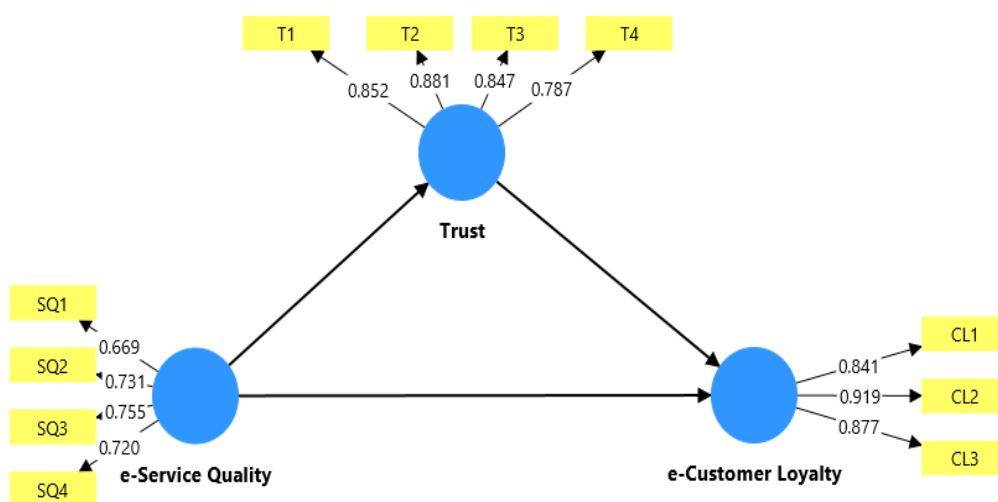 T1 T2 T3 T4
0.852 0.881 0.847 0.787
Trust
SQ1
SQ2
SQ3
SQ4
0.669
0.731
0.755
0.720
e-Service Quality
CL1
CL2
CL3
0.841
0.919
0.877
e-Customer Loyalty